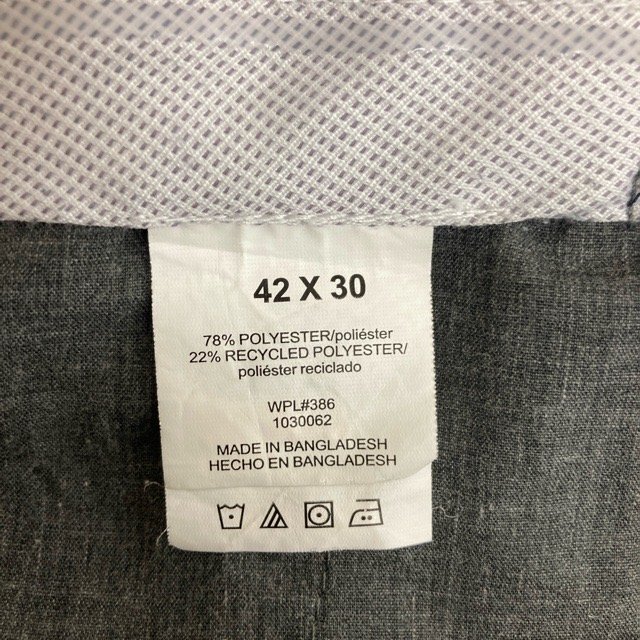 42 X 30
78% POLYESTER/poliéster
22% RECYCLED POLYESTER/
poliéster reciclado
WPL#386
1030062
MADE IN BANGLADESH
HECHO EN BANGLADESH